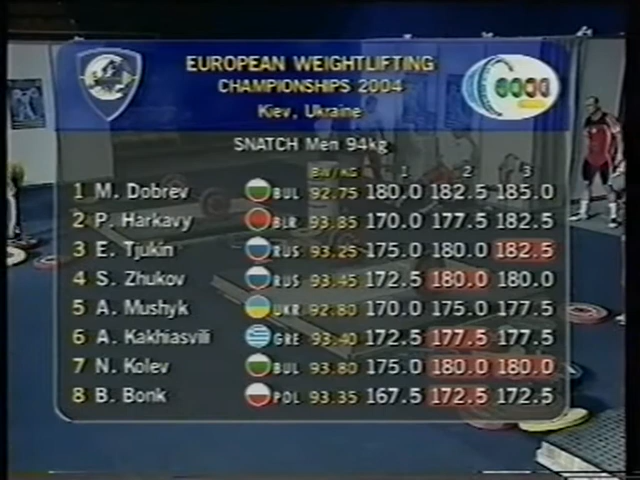 EUROPEAN WEIGHTLIFTING
CHAMPIONSHIPS 2004
Kiev, Ukraine
SNATCH Men 94kg
BW/KG 1 2 3
1 M. Dobrev BUL 92.75 180.0 182.5 185.0
2 P. Harkavy BLR 93.85 170.0 177.5 182.5
3 E. Tjukin RUS 93.25 175.0 180.0 182.5
4 S. Zhukov RUS 93.45 172.5 180.0 180.0
5 A. Mushyk UKR 92.80 170.0 175.0 177.5
6 A. Kakhiasvili GRE 93.40 172.5 177.5 177.5
7 N. Kolev BUL 93.80 175.0 180.0 180.0
8 B. Bonk POL 93.35 167.5 172.5 172.5